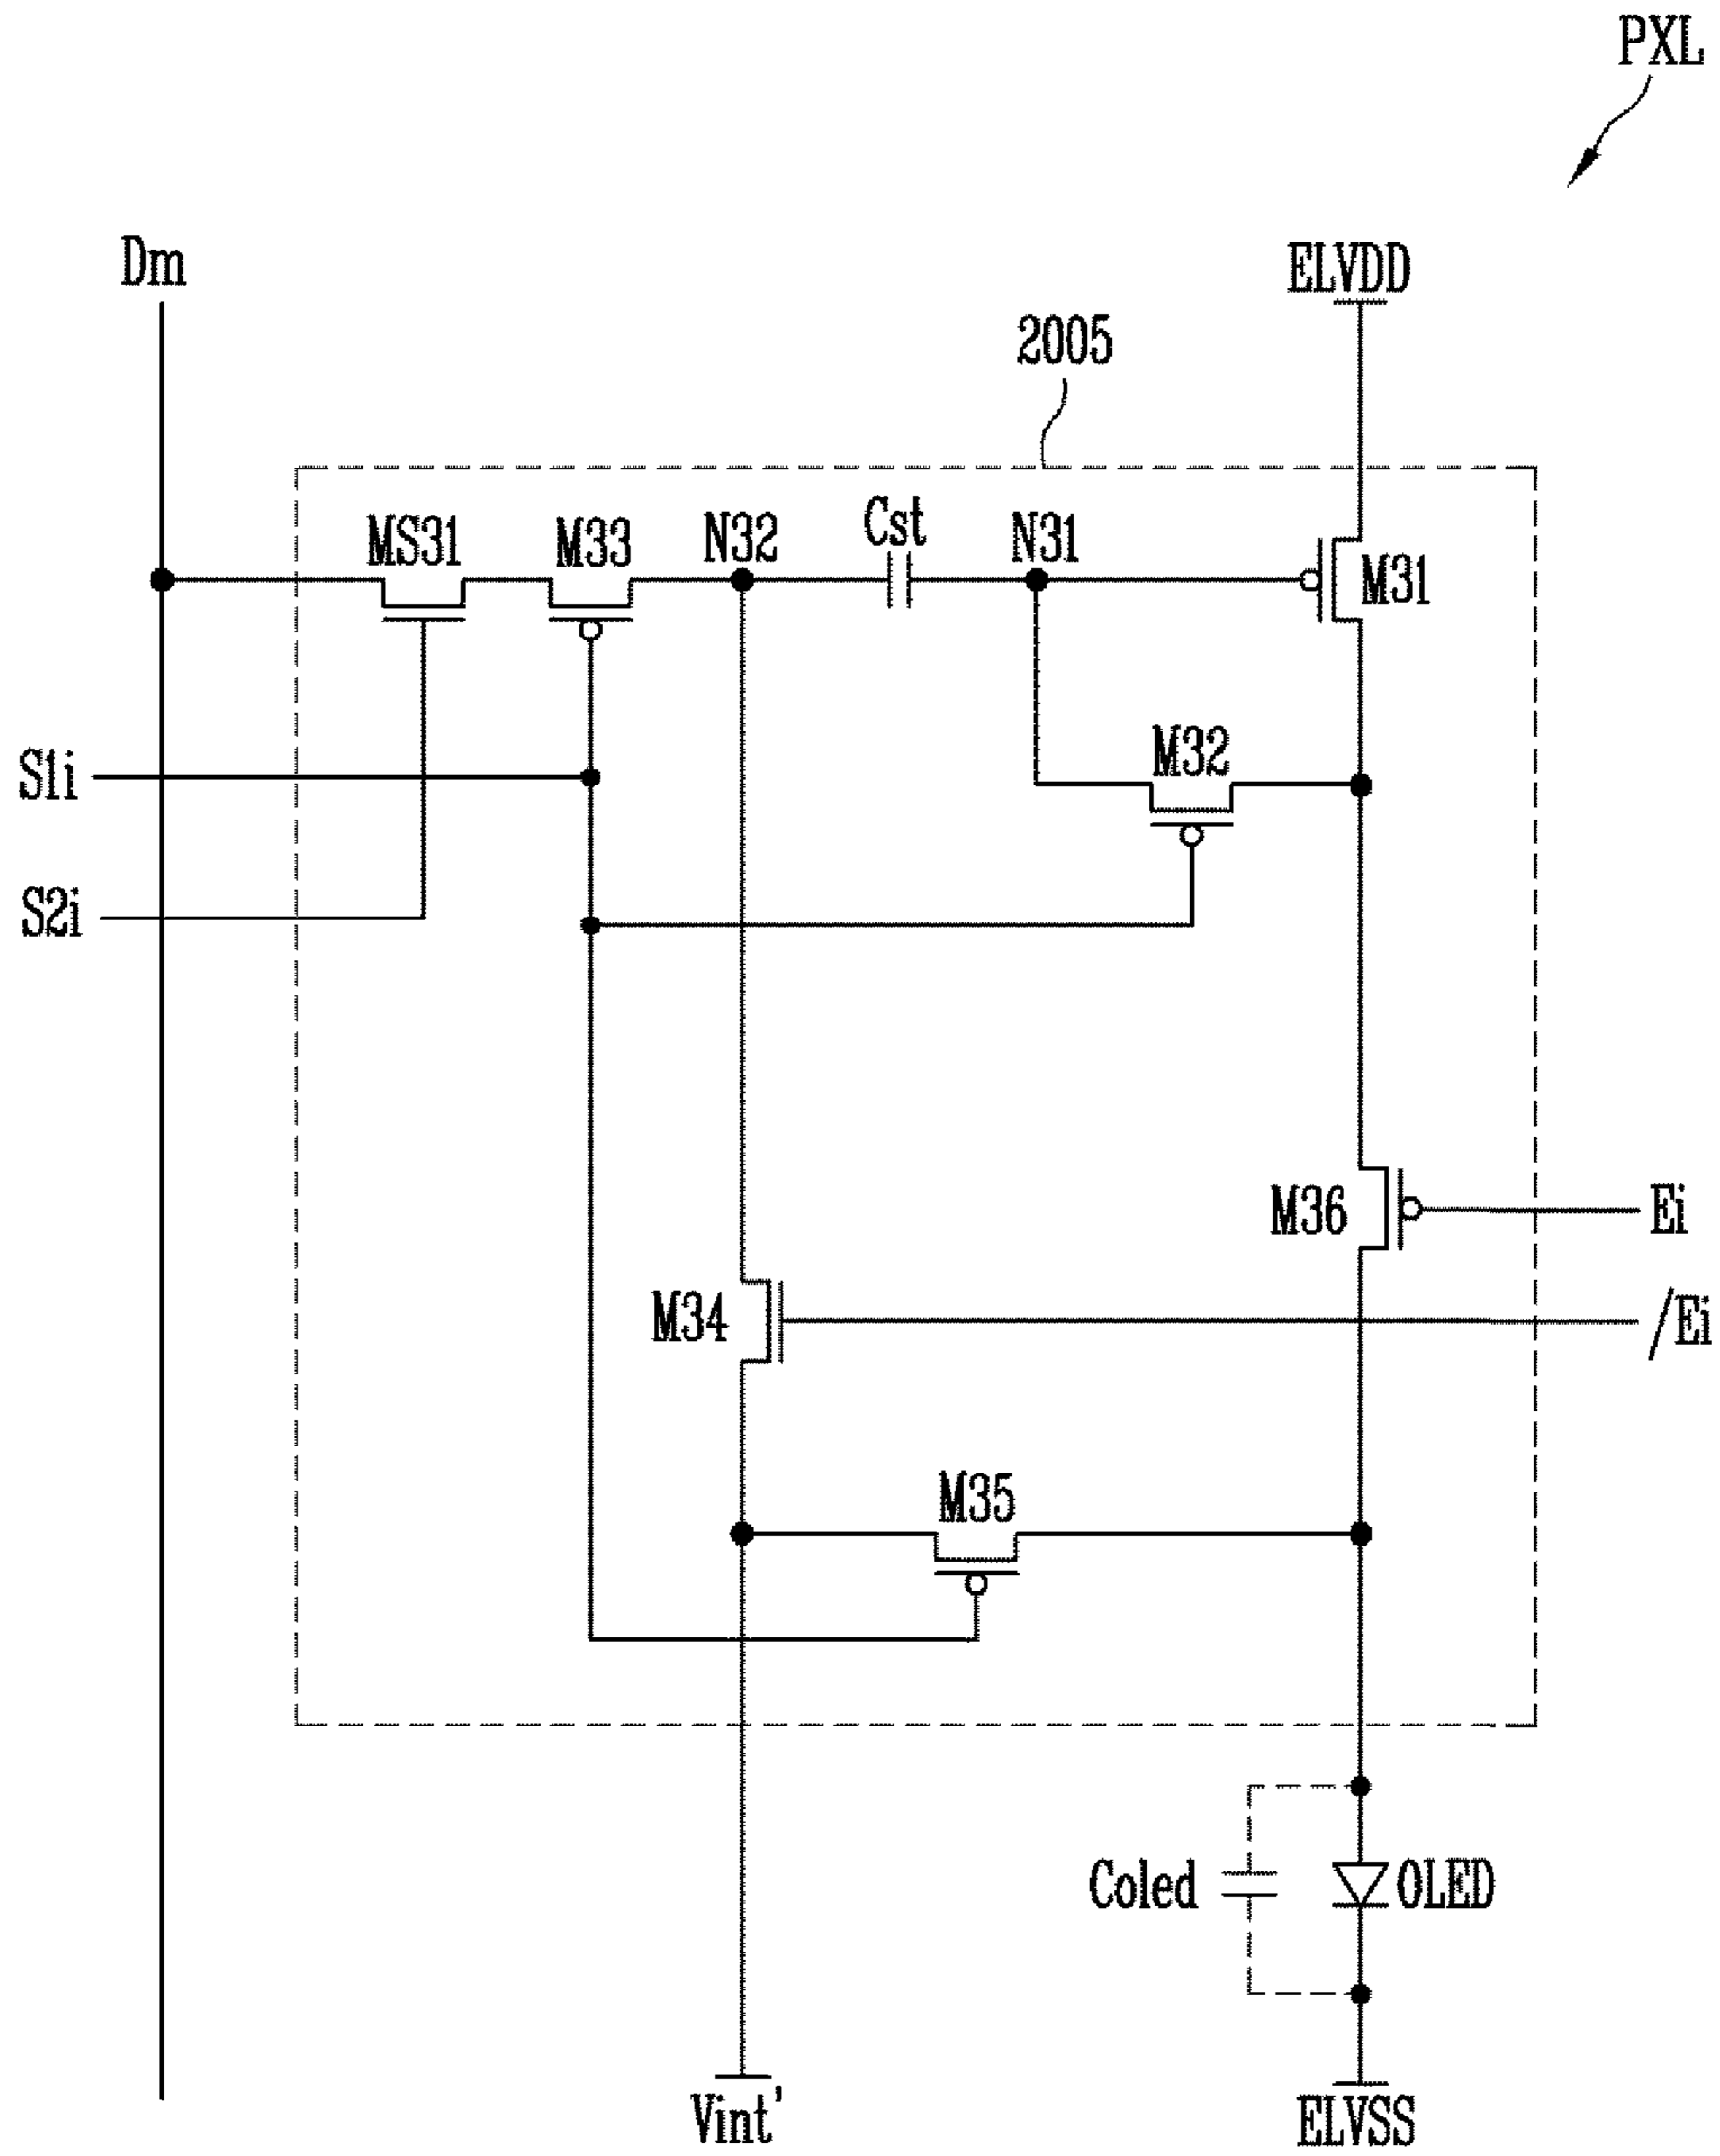 PXL
Dm
ELVDD
2005
MS31
M33
N32
Cst
N31
M31
M32
S1i
S2i
M36
Ei
M34
/Ei
M35
Coled
OLED
Vint'
ELVSS